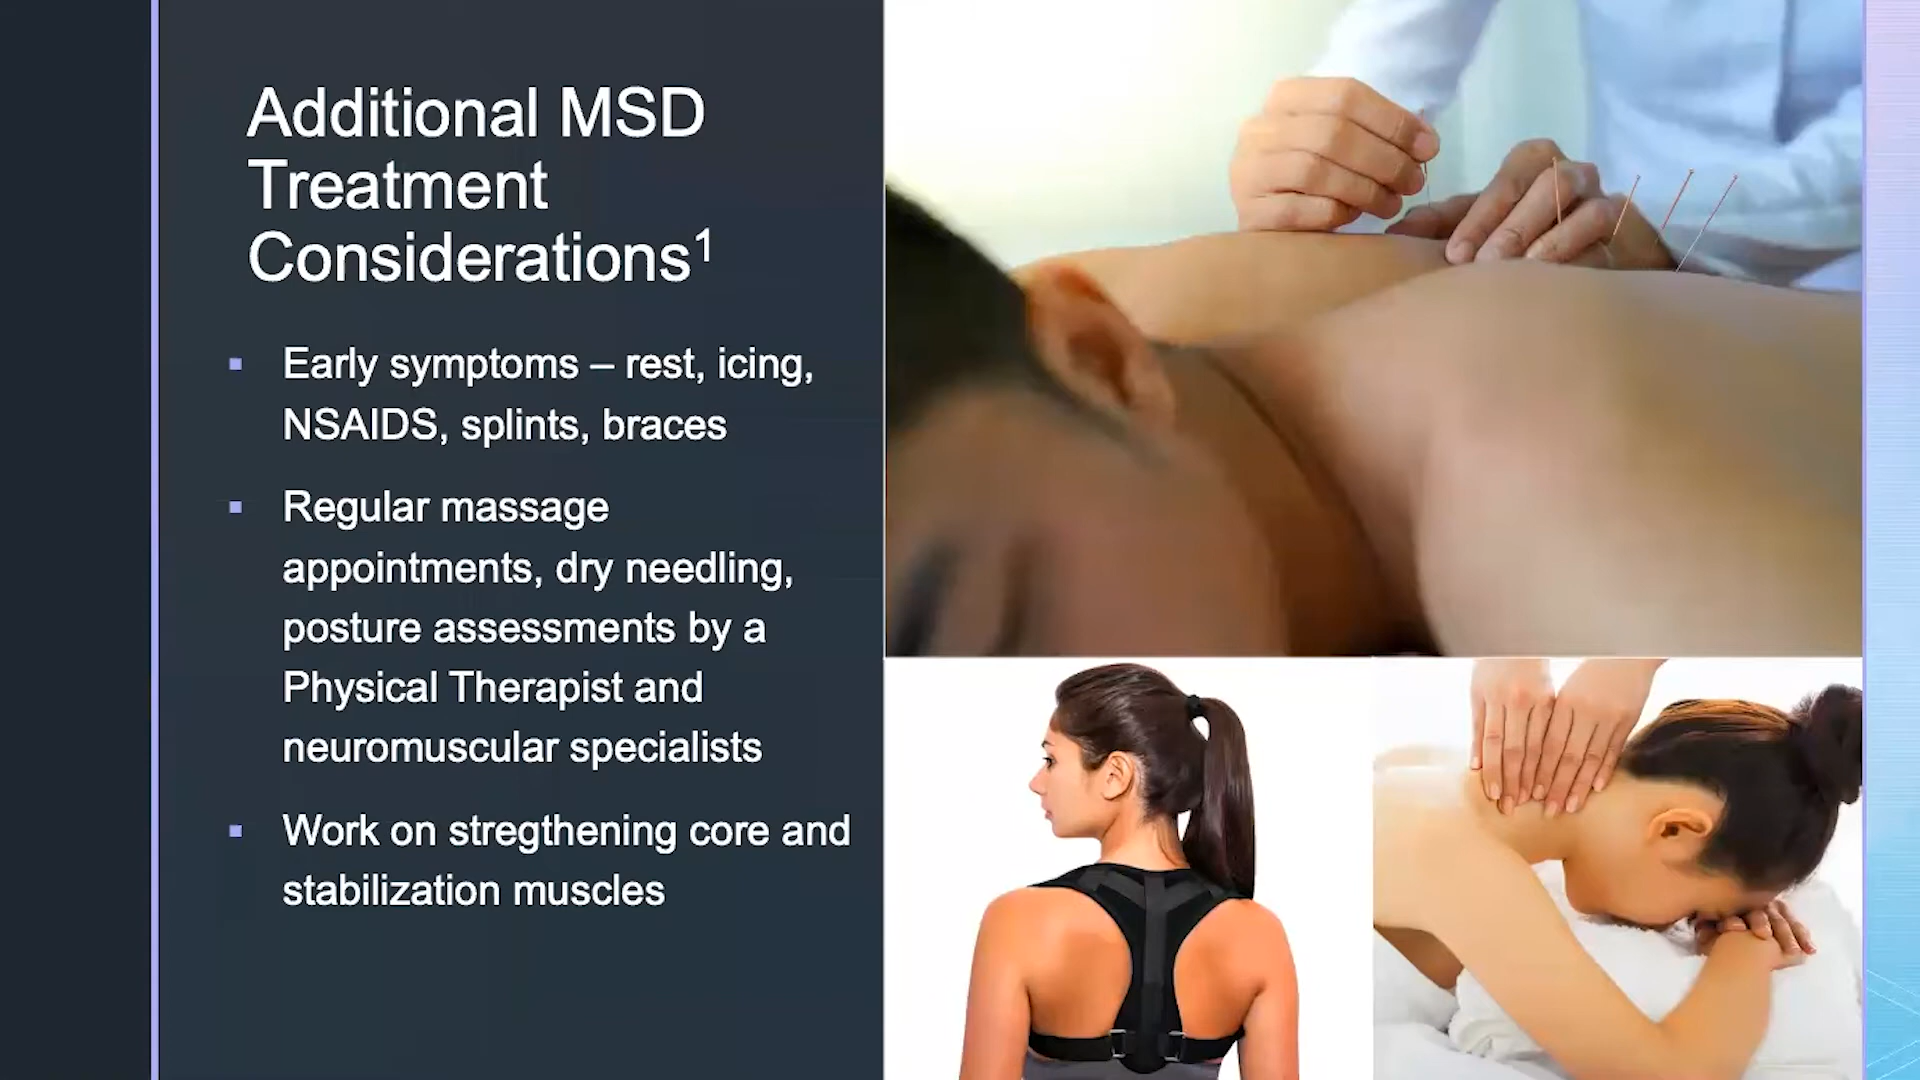 Additional MSD
Treatment
Considerations¹
▪ Early symptoms – rest, icing,
NSAIDS, splints, braces
▪ Regular massage
appointments, dry needling,
posture assessments by a
Physical Therapist and
neuromuscular specialists
▪ Work on stregthening core and
stabilization muscles